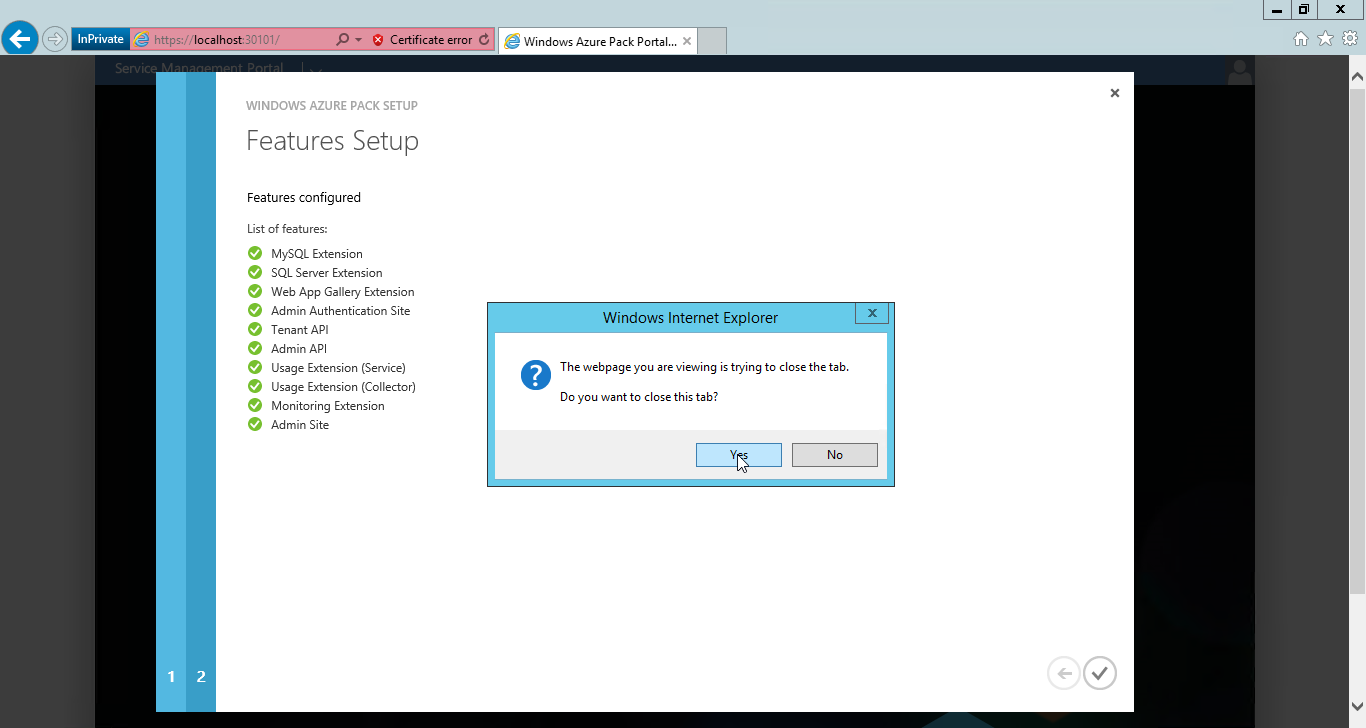 InPrivate
https://localhost:30101/
Certificate error
Windows Azure Pack Portal...
Service Management Portal
WINDOWS AZURE PACK SETUP
Features Setup
Features configured
List of features:
MySQL Extension
SQL Server Extension
Web App Gallery Extension
Admin Authentication Site
Tenant API
Admin API
Usage Extension (Service)
Usage Extension (Collector)
Monitoring Extension
Admin Site
Windows Internet Explorer
The webpage you are viewing is trying to close the tab.
Do you want to close this tab?
Yes
No
1
2